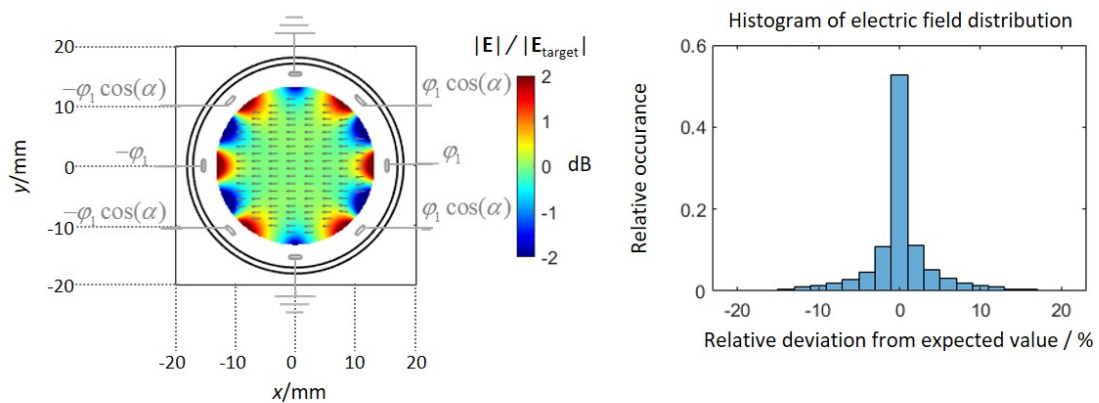 20
10
0
-10
-20
y/mm
-20
-10
0
10
20
x/mm
−φ₁ cos(α)
φ₁ cos(α)
−φ₁
φ₁
−φ₁ cos(α)
φ₁ cos(α)
|E| / |E_target|
2
1
0
-1
-2
dB
Histogram of electric field distribution
0.6
0.4
0.2
0
Relative occurance
-20
-10
0
10
20
Relative deviation from expected value / %